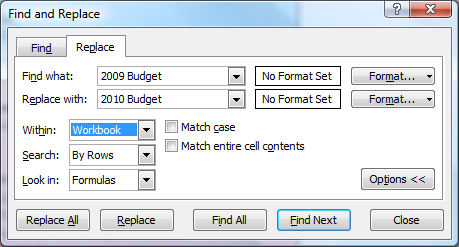 Find and Replace
Find Replace
Find what: 2009 Budget No Format Set Format...
Replace with: 2010 Budget No Format Set Format...
Within: Workbook Match case
Search: By Rows Match entire cell contents
Look in: Formulas Options <<
Replace All Replace Find All Find Next Close